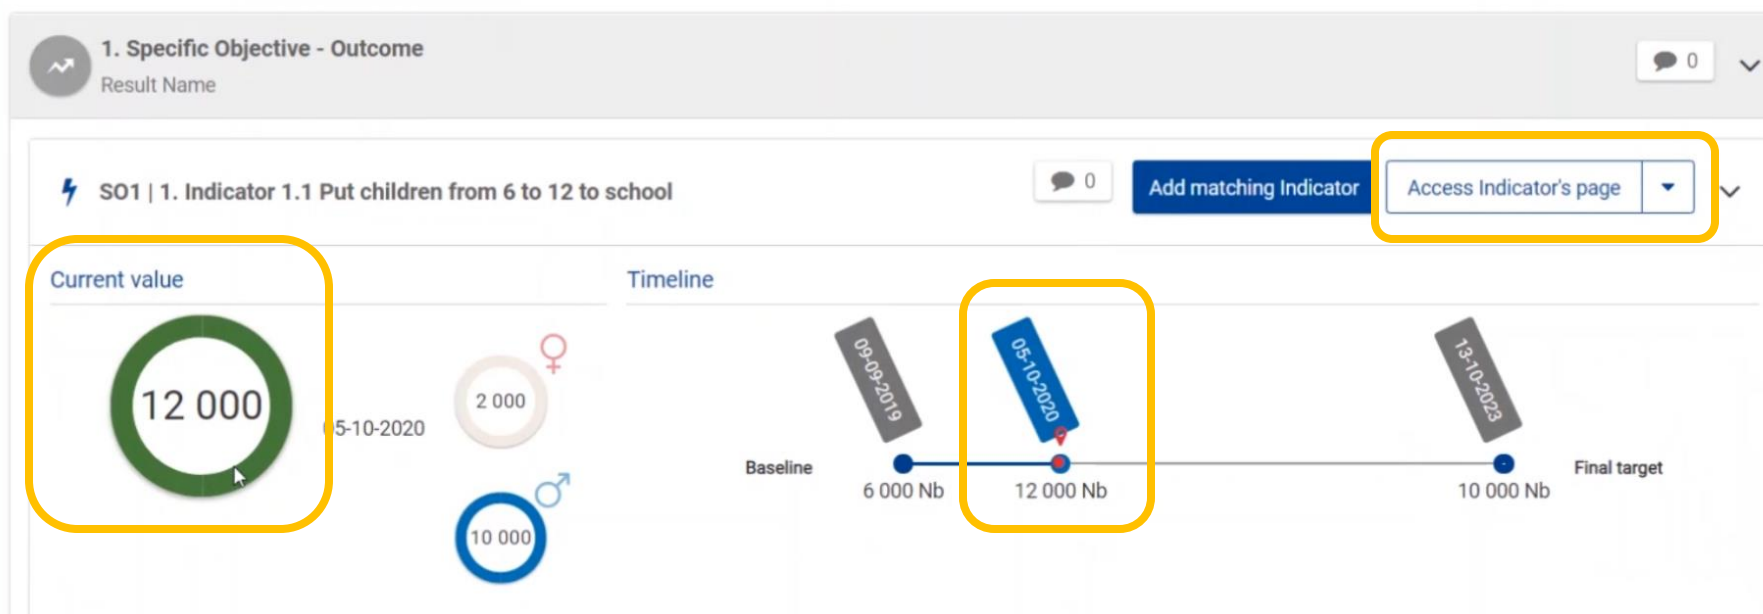 1. Specific Objective - Outcome
Result Name
0
SO1 | 1. Indicator 1.1 Put children from 6 to 12 to school
0
Add matching Indicator
Access Indicator's page
Current value
Timeline
12 000
05-10-2020
2 000
10 000
09-09-2019
05-10-2020
13-10-2023
Baseline
6 000 Nb
12 000 Nb
10 000 Nb
Final target